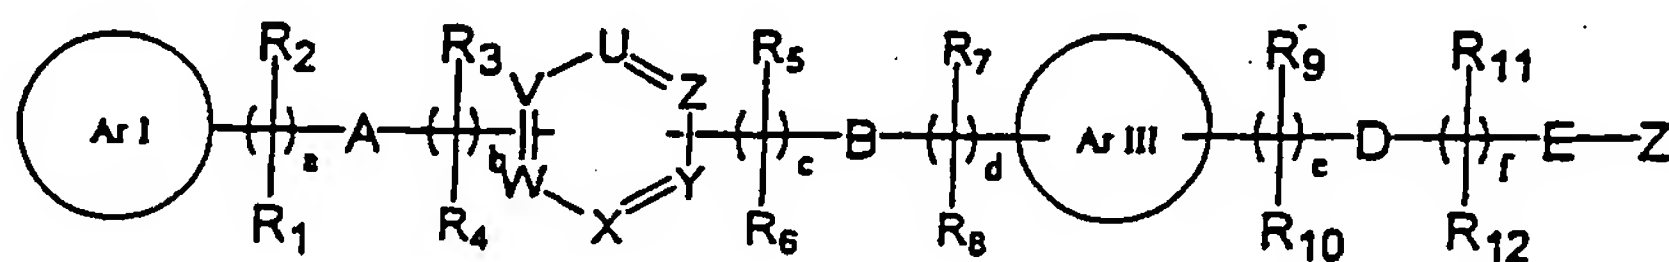 R2 R3 U R5 R7 R9 R11
V Z
Ar I ( )a A ( )b ( )c B ( )d Ar III ( )e D ( )f E Z
W Y
R1 R4 X R6 R8 R10 R12